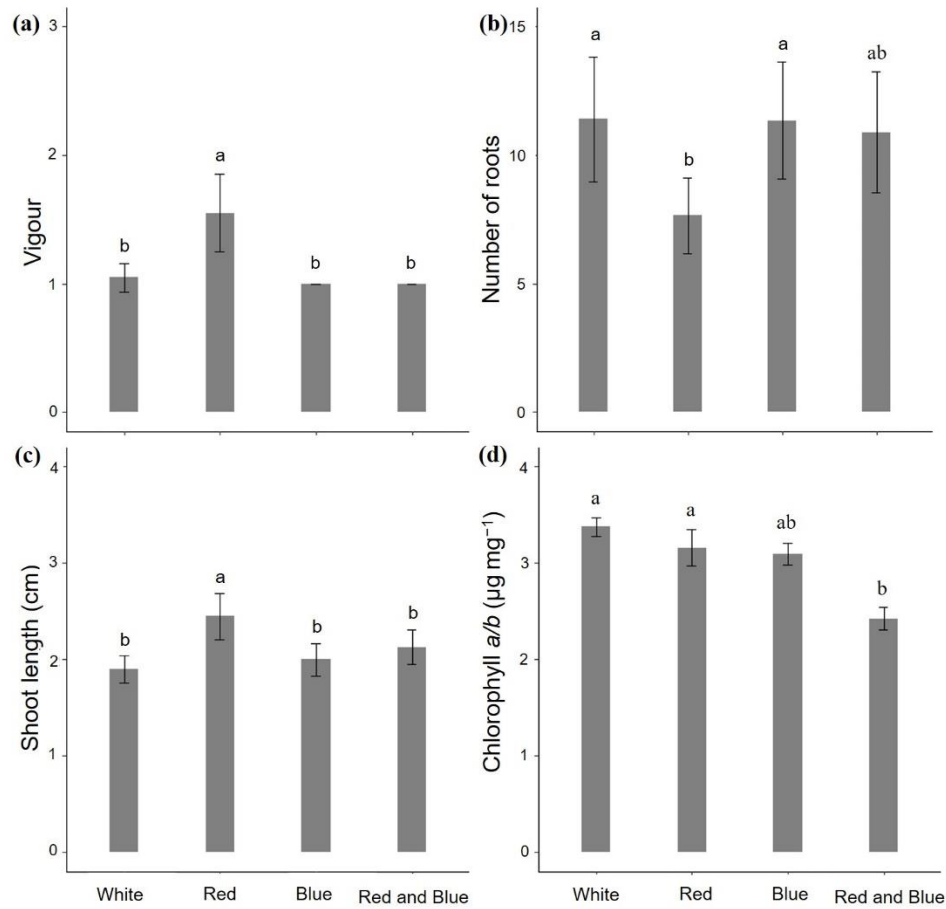 (a)
Vigour
3
2
1
0
b
a
b
b
(b)
Number of roots
15
10
5
0
a
b
a
ab
(c)
Shoot length (cm)
4
3
2
1
0
b
a
b
b
White
Red
Blue
Red and Blue
(d)
Chlorophyll a/b (µg mg⁻¹)
4
3
2
1
0
a
a
ab
b
White
Red
Blue
Red and Blue